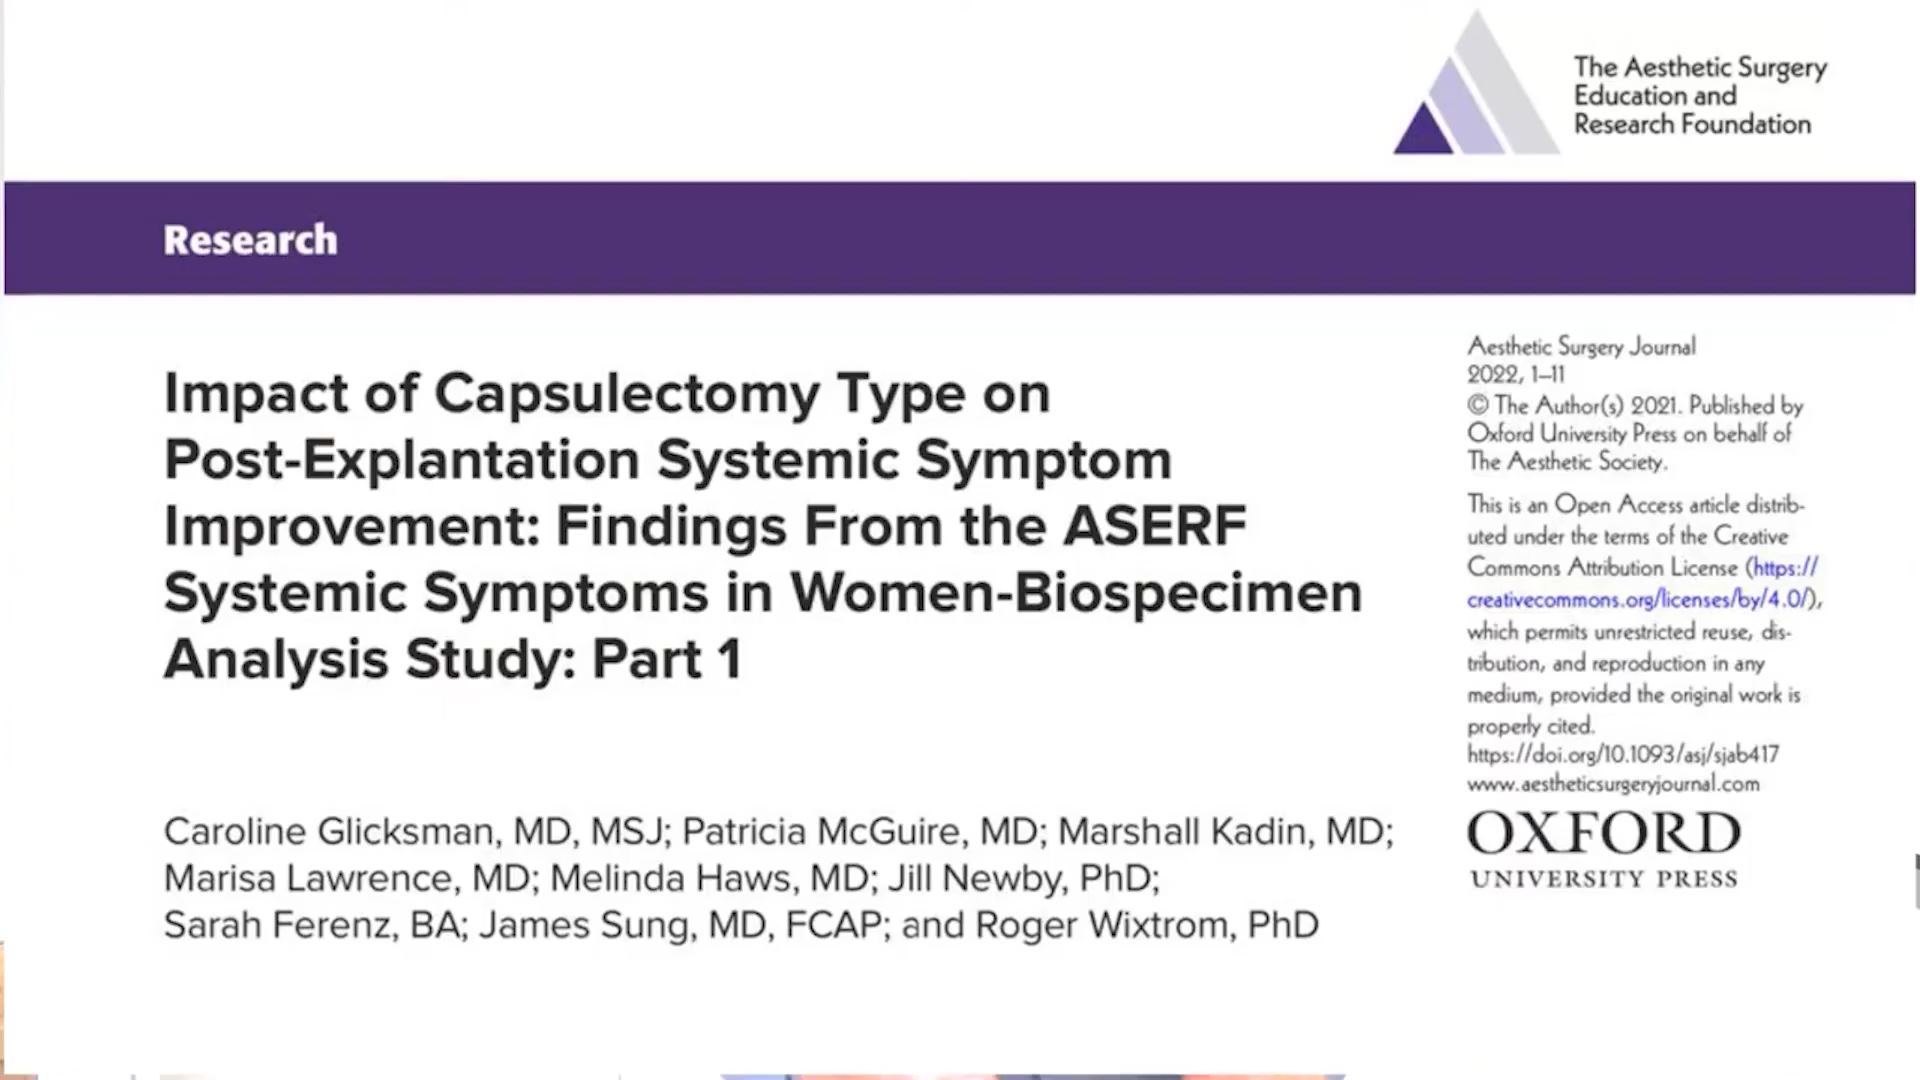 The Aesthetic Surgery
Education and
Research Foundation
Research
Impact of Capsulectomy Type on
Post-Explantation Systemic Symptom
Improvement: Findings From the ASERF
Systemic Symptoms in Women-Biospecimen
Analysis Study: Part 1
Caroline Glicksman, MD, MSJ; Patricia McGuire, MD; Marshall Kadin, MD;
Marisa Lawrence, MD; Melinda Haws, MD; Jill Newby, PhD;
Sarah Ferenz, BA; James Sung, MD, FCAP; and Roger Wixtrom, PhD
Aesthetic Surgery Journal
2022, 1–11
© The Author(s) 2021. Published by
Oxford University Press on behalf of
The Aesthetic Society.
This is an Open Access article distrib-
uted under the terms of the Creative
Commons Attribution License (https://
creativecommons.org/licenses/by/4.0/),
which permits unrestricted reuse, dis-
tribution, and reproduction in any
medium, provided the original work is
properly cited.
https://doi.org/10.1093/asj/sjab417
www.aestheticsurgeryjournal.com
OXFORD
UNIVERSITY PRESS